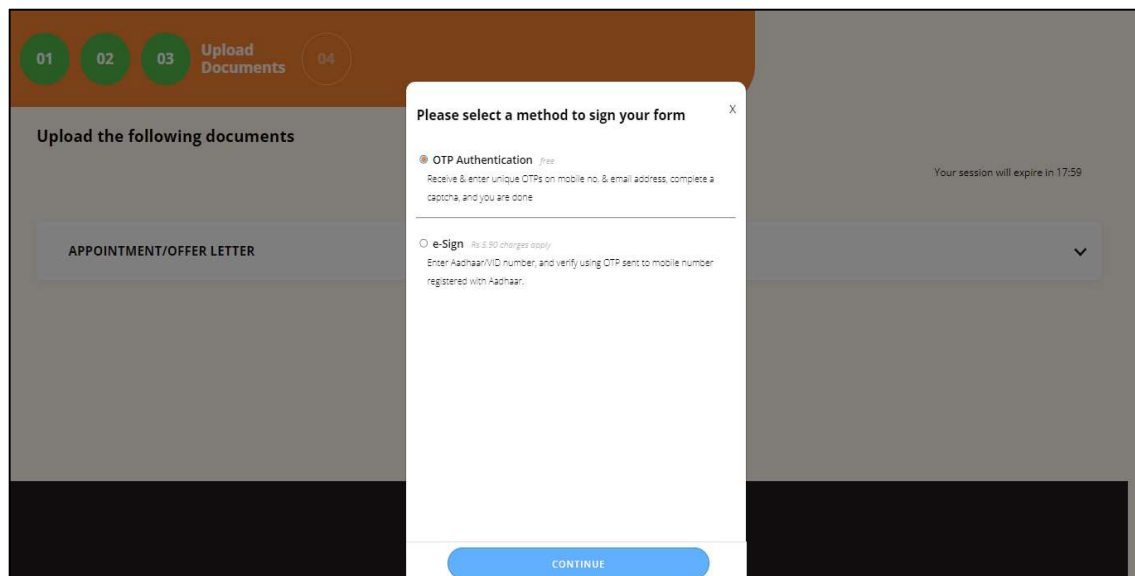 01 02 03 Upload
Documents 04
Please select a method to sign your form X
Upload the following documents
OTP Authentication free
Receive & enter unique OTPs on mobile no. & email address, complete a
captcha, and you are done
Your session will expire in 17:59
APPOINTMENT/OFFER LETTER
e-Sign Rs 5.90 charges apply
Enter Aadhaar/VID number, and verify using OTP sent to mobile number
registered with Aadhaar.
CONTINUE